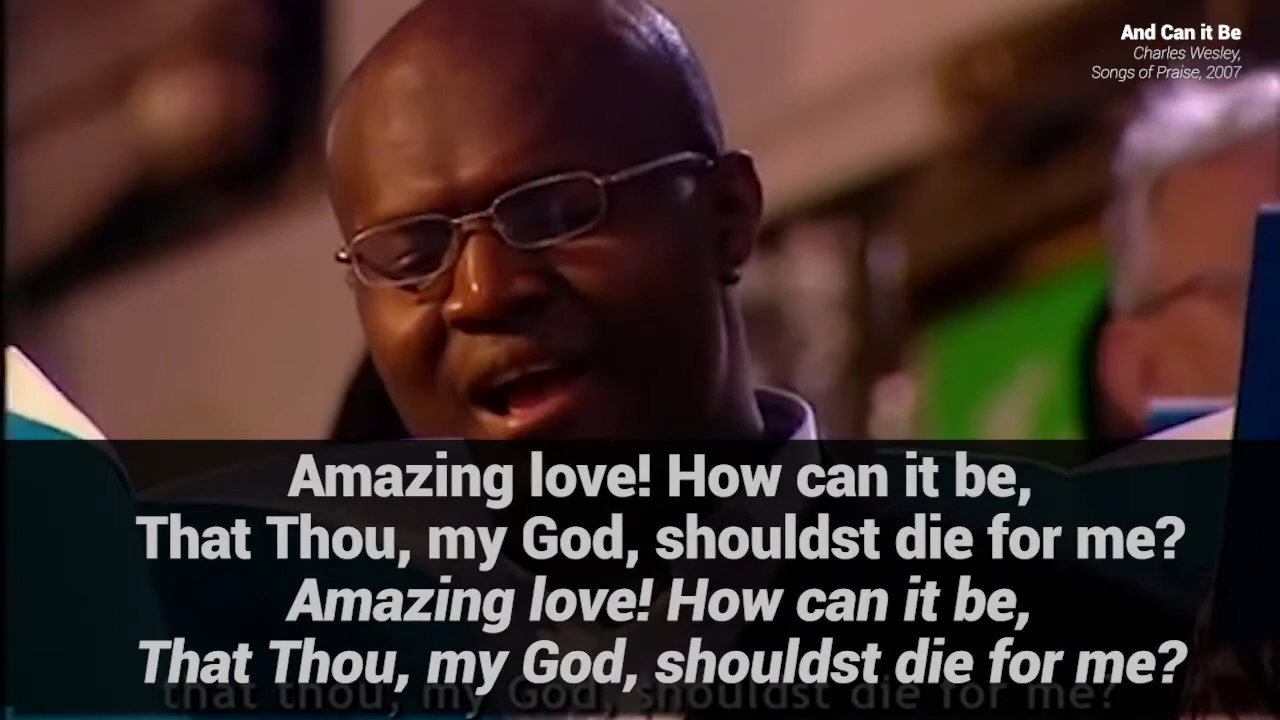 And Can it Be
Charles Wesley,
Songs of Praise, 2007
Amazing love! How can it be,
That Thou, my God, shouldst die for me?
Amazing love! How can it be,
That Thou, my God, shouldst die for me?
that thou, my God, shouldst die for me?